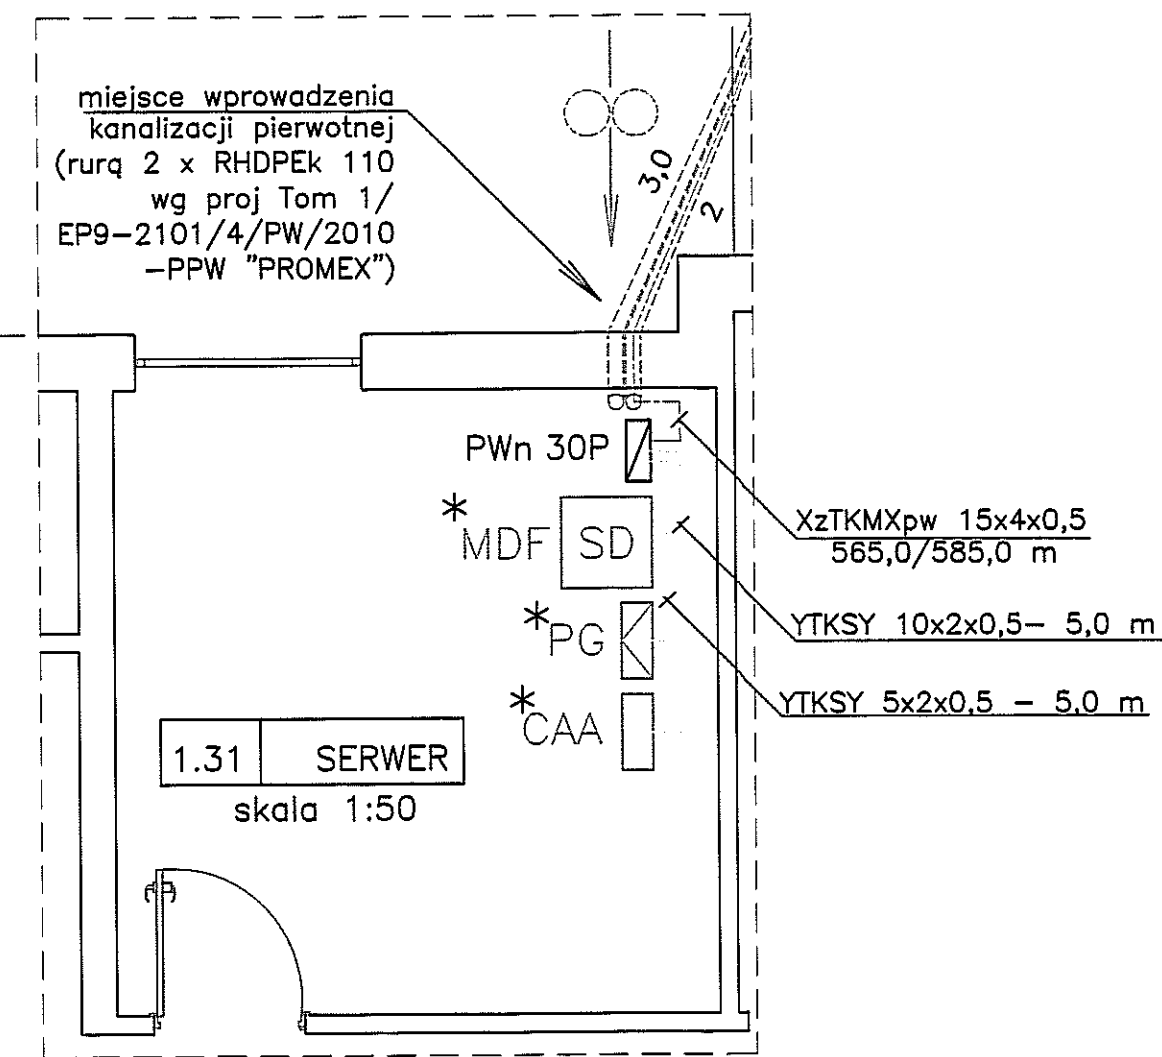 miejsce wprowadzenia
kanalizacji pierwotnej
(rurą 2 x RHDPEk 110
wg proj Tom 1/
EP9-2101/4/PW/2010
-PPW "PROMEX")
3,0
2
PWn 30P
*MDF
SD
*PG
*CAA
XzTKMXpw 15x4x0,5
565,0/585,0 m
YTKSY 10x2x0,5- 5,0 m
YTKSY 5x2x0,5 - 5,0 m
1.31 SERWER
skala 1:50